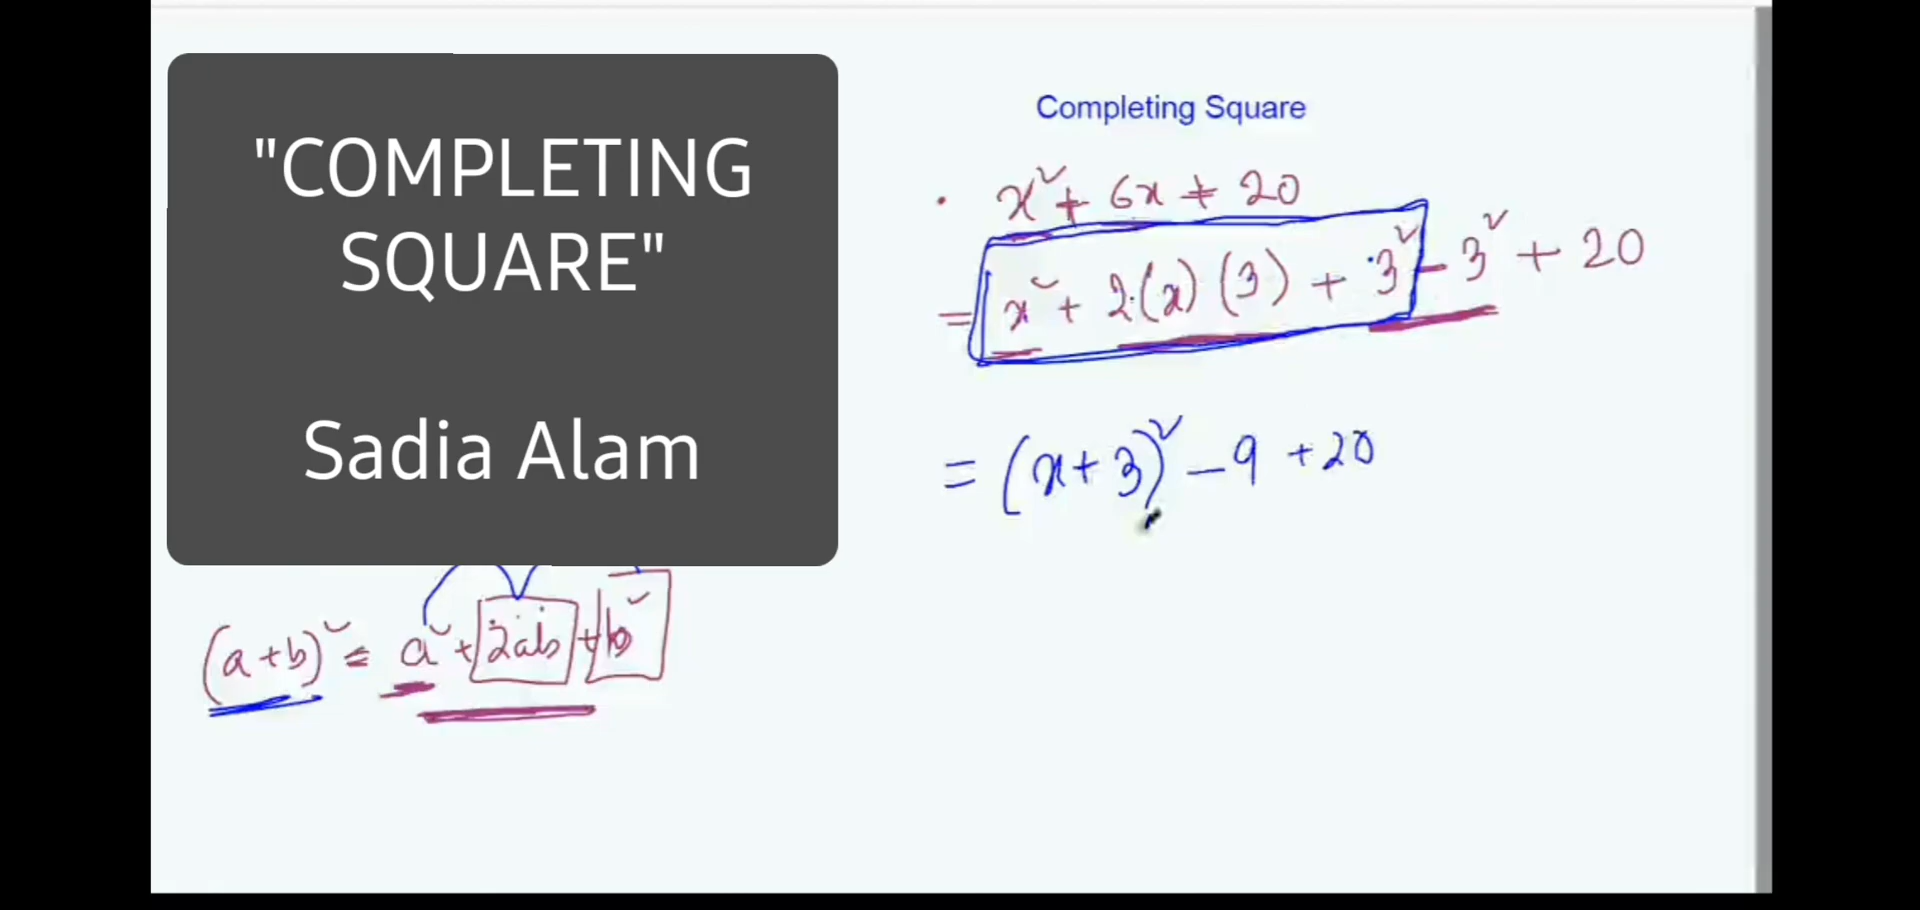 "COMPLETING
SQUARE"
Sadia Alam
Completing Square
x² + 6x + 20
= x² + 2·(x)(3) + 3² - 3² + 20
= (x+3)² - 9 + 20
(a+b)² = a² + 2ab + b²